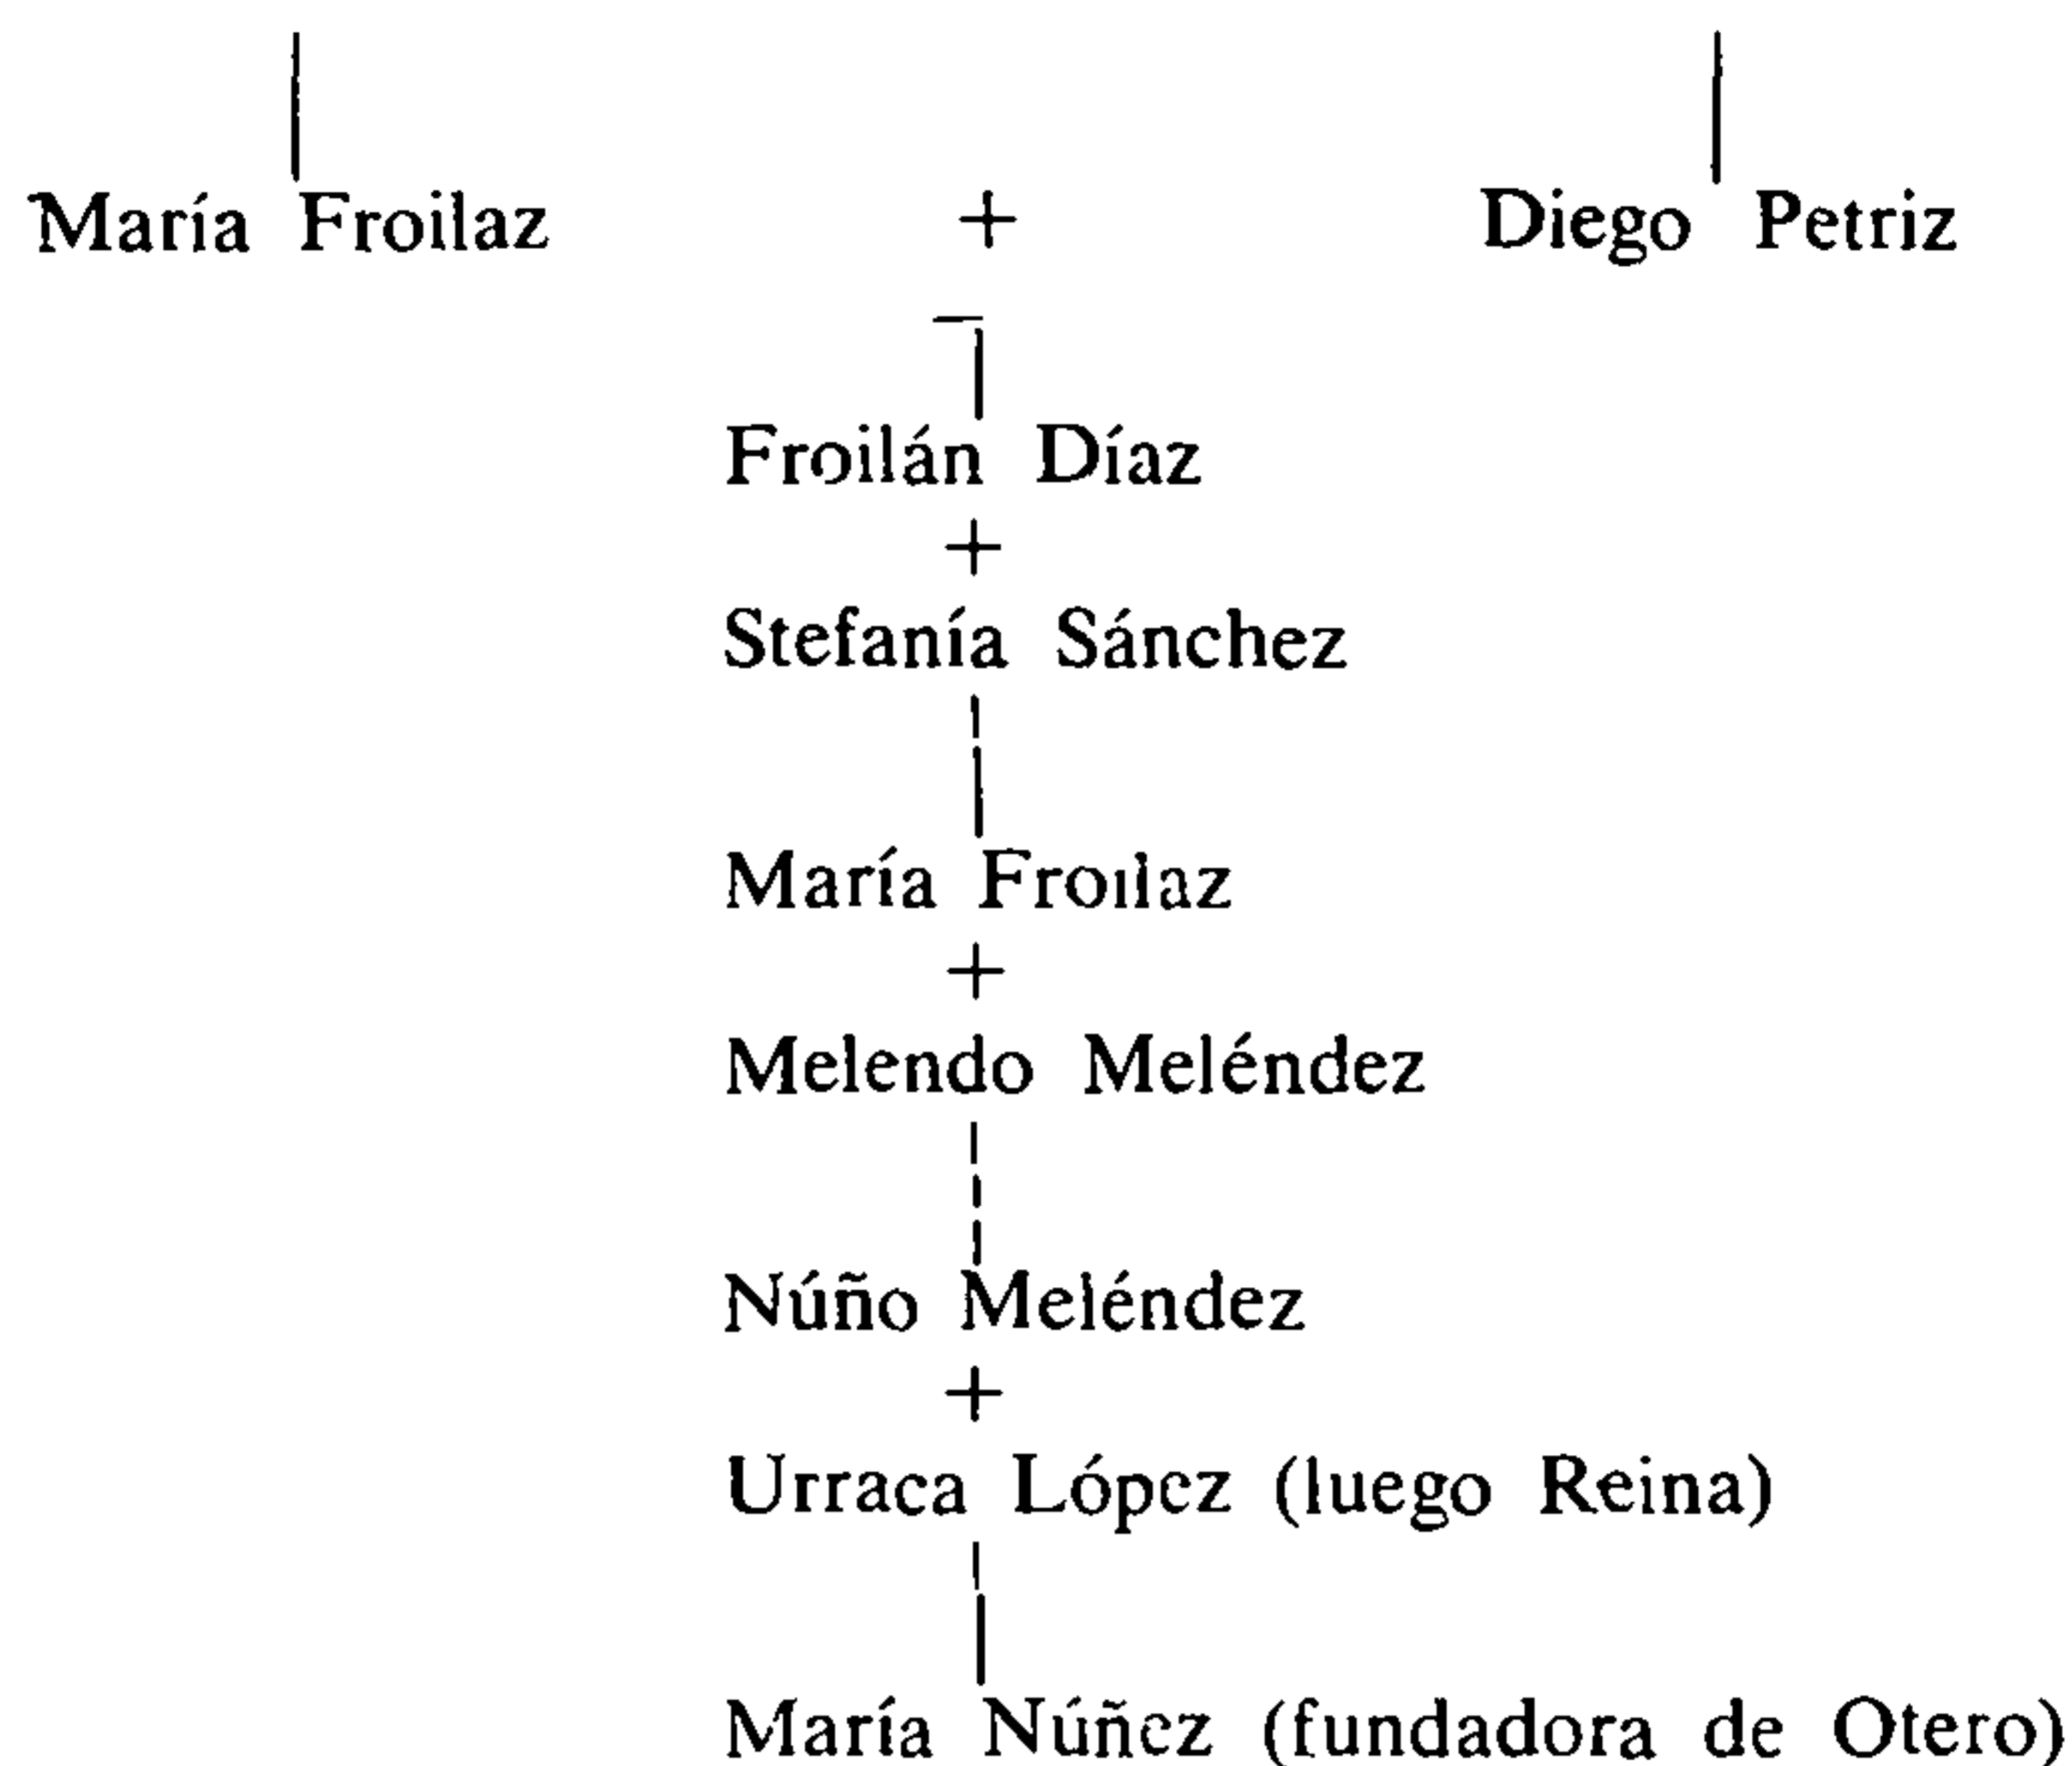 María Froilaz + Diego Petriz
Froilán Díaz
+
Stefanía Sánchez
María Froilaz
+
Melendo Meléndez
Núño Meléndez
+
Urraca López (luego Reina)
María Núñez (fundadora de Otero)